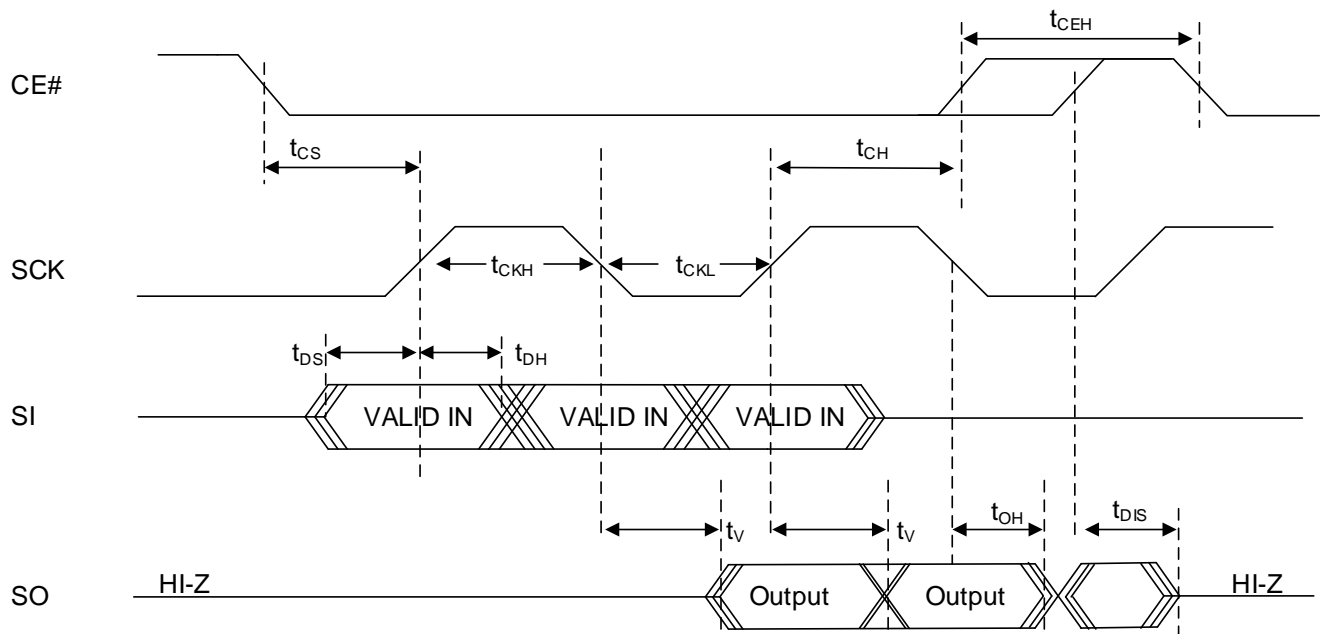 tCEH
CE#
tCS
tCH
SCK
tCKH
tCKL
tDS
tDH
SI
VALID IN
VALID IN
VALID IN
tV
tV
tOH
tDIS
SO
HI-Z
Output
Output
HI-Z